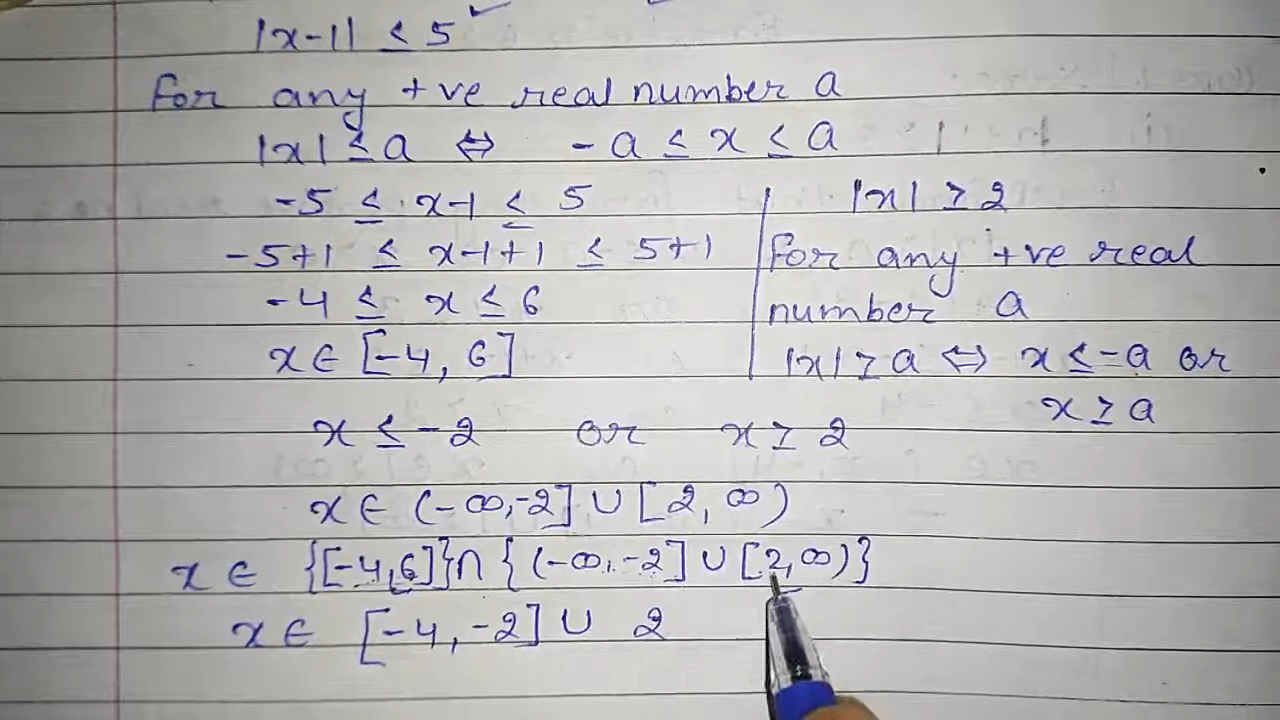 |x-1| ≤ 5
For any +ve real number a
|x| ≤ a ⇔ -a ≤ x ≤ a
-5 ≤ x-1 ≤ 5
-5+1 ≤ x-1+1 ≤ 5+1
-4 ≤ x ≤ 6
x ∈ [-4, 6]
|x| ≥ 2
for any +ve real
number a
|x| ≥ a ⇔ x ≤ -a or
x ≥ a
x ≤ -2 or x ≥ 2
x ∈ (-∞,-2] ∪ [2, ∞)
x ∈ {[-4,6]} ∩ {(-∞,-2] ∪ [2,∞)}
x ∈ [-4,-2] ∪ 2